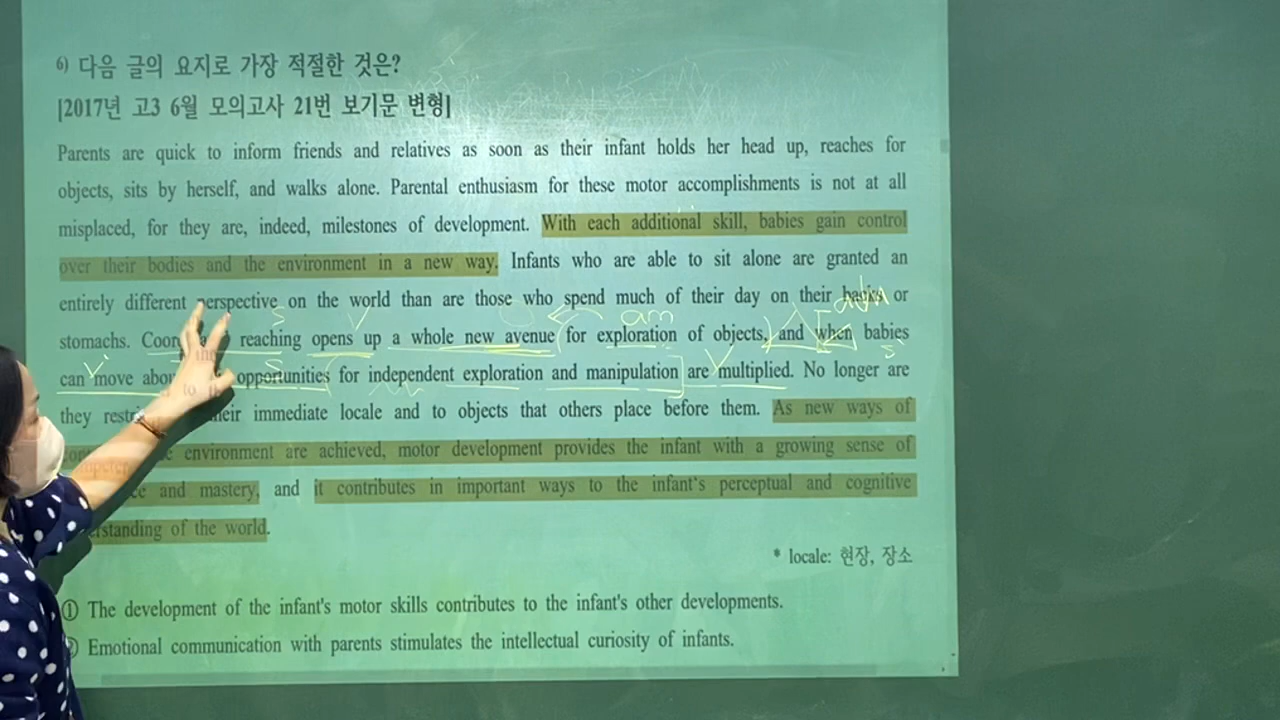 6) 다음 글의 요지로 가장 적절한 것은?
[2017년 고3 6월 모의고사 21번 보기문 변형]
Parents are quick to inform friends and relatives as soon as their infant holds her head up, reaches for
objects, sits by herself, and walks alone. Parental enthusiasm for these motor accomplishments is not at all
misplaced, for they are, indeed, milestones of development. With each additional skill, babies gain control
over their bodies and the environment in a new way. Infants who are able to sit alone are granted an
entirely different perspective on the world than are those who spend much of their day on their backs or
stomachs. reaching opens up a whole new avenue for exploration of objects, and when babies
can move opportunities for independent exploration and manipulation are multiplied. No longer are
they their immediate locale and to objects that others place before them. As new ways of
environment are achieved, motor development provides the infant with a growing sense of
and mastery, and it contributes in important ways to the infant's perceptual and cognitive
of the world.
* locale: 현장, 장소
① The development of the infant's motor skills contributes to the infant's other developments.
② Emotional communication with parents stimulates the intellectual curiosity of infants.